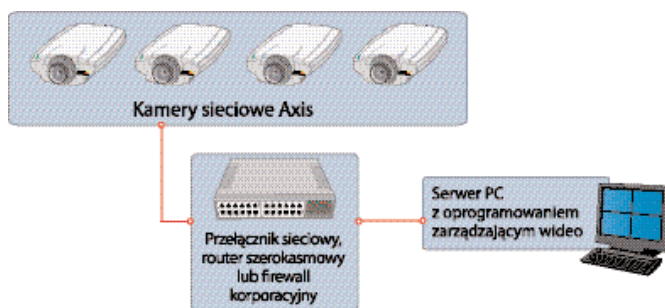 Kamery sieciowe Axis
Przełącznik sieciowy,
router szerokasmowy
lub firewall
korporacyjny
Serwer PC
z oprogramowaniem
zarządzającym wideo